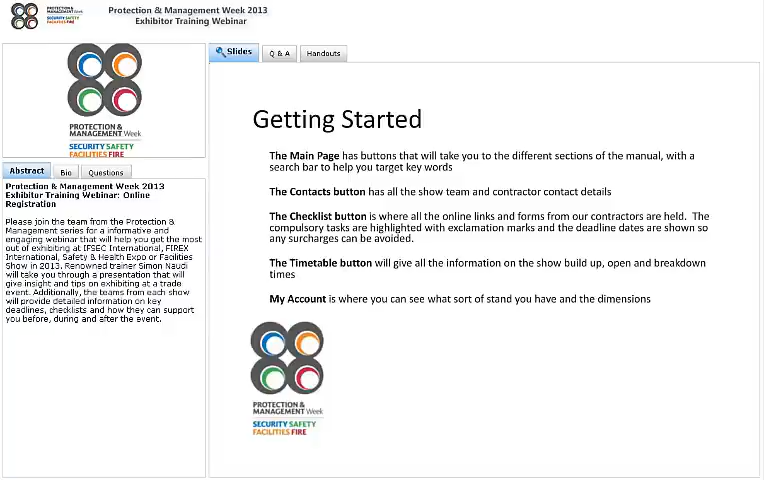 PROTECTION &
MANAGEMENT Week
SECURITY SAFETY
FACILITIES FIRE
Protection & Management Week 2013
Exhibitor Training Webinar
PROTECTION &
MANAGEMENT Week
SECURITY SAFETY
FACILITIES FIRE
Abstract
Bio
Questions
Protection & Management Week 2013
Exhibitor Training Webinar: Online
Registration
Please join the team from the Protection &
Management series for a informative and
engaging webinar that will help you get the most
out of exhibiting at IFSEC International, FIREX
International, Safety & Health Expo or Facilities
Show in 2013. Renowned trainer Simon Naudi
will take you through a presentation that will
give insight and tips on exhibiting at a trade
event. Additionally, the teams from each show
will provide detailed information on key
deadlines, checklists and how they can support
you before, during and after the event.
Slides
Q & A
Handouts
Getting Started
The Main Page has buttons that will take you to the different sections of the manual, with a
search bar to help you target key words
The Contacts button has all the show team and contractor contact details
The Checklist button is where all the online links and forms from our contractors are held. The
compulsory tasks are highlighted with exclamation marks and the deadline dates are shown so
any surcharges can be avoided.
The Timetable button will give all the information on the show build up, open and breakdown
times
My Account is where you can see what sort of stand you have and the dimensions
PROTECTION &
MANAGEMENT Week
SECURITY SAFETY
FACILITIES FIRE